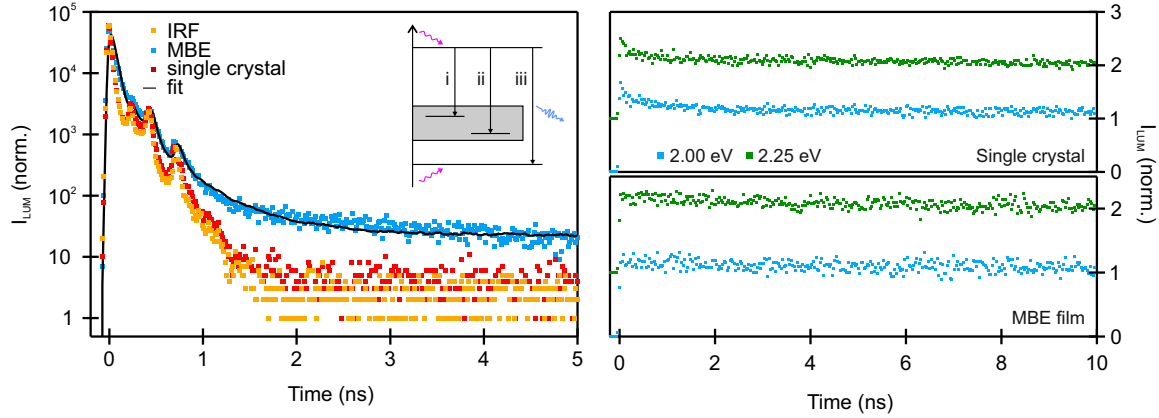 I_LUM (norm.)
10^5
10^4
10^3
10^2
10
1
IRF
MBE
single crystal
fit
i
ii
iii
0
1
2
3
4
5
Time (ns)
3
2
1
0
2.00 eV
2.25 eV
Single crystal
2
1
0
MBE film
I_LUM (norm.)
0
2
4
6
8
10
Time (ns)